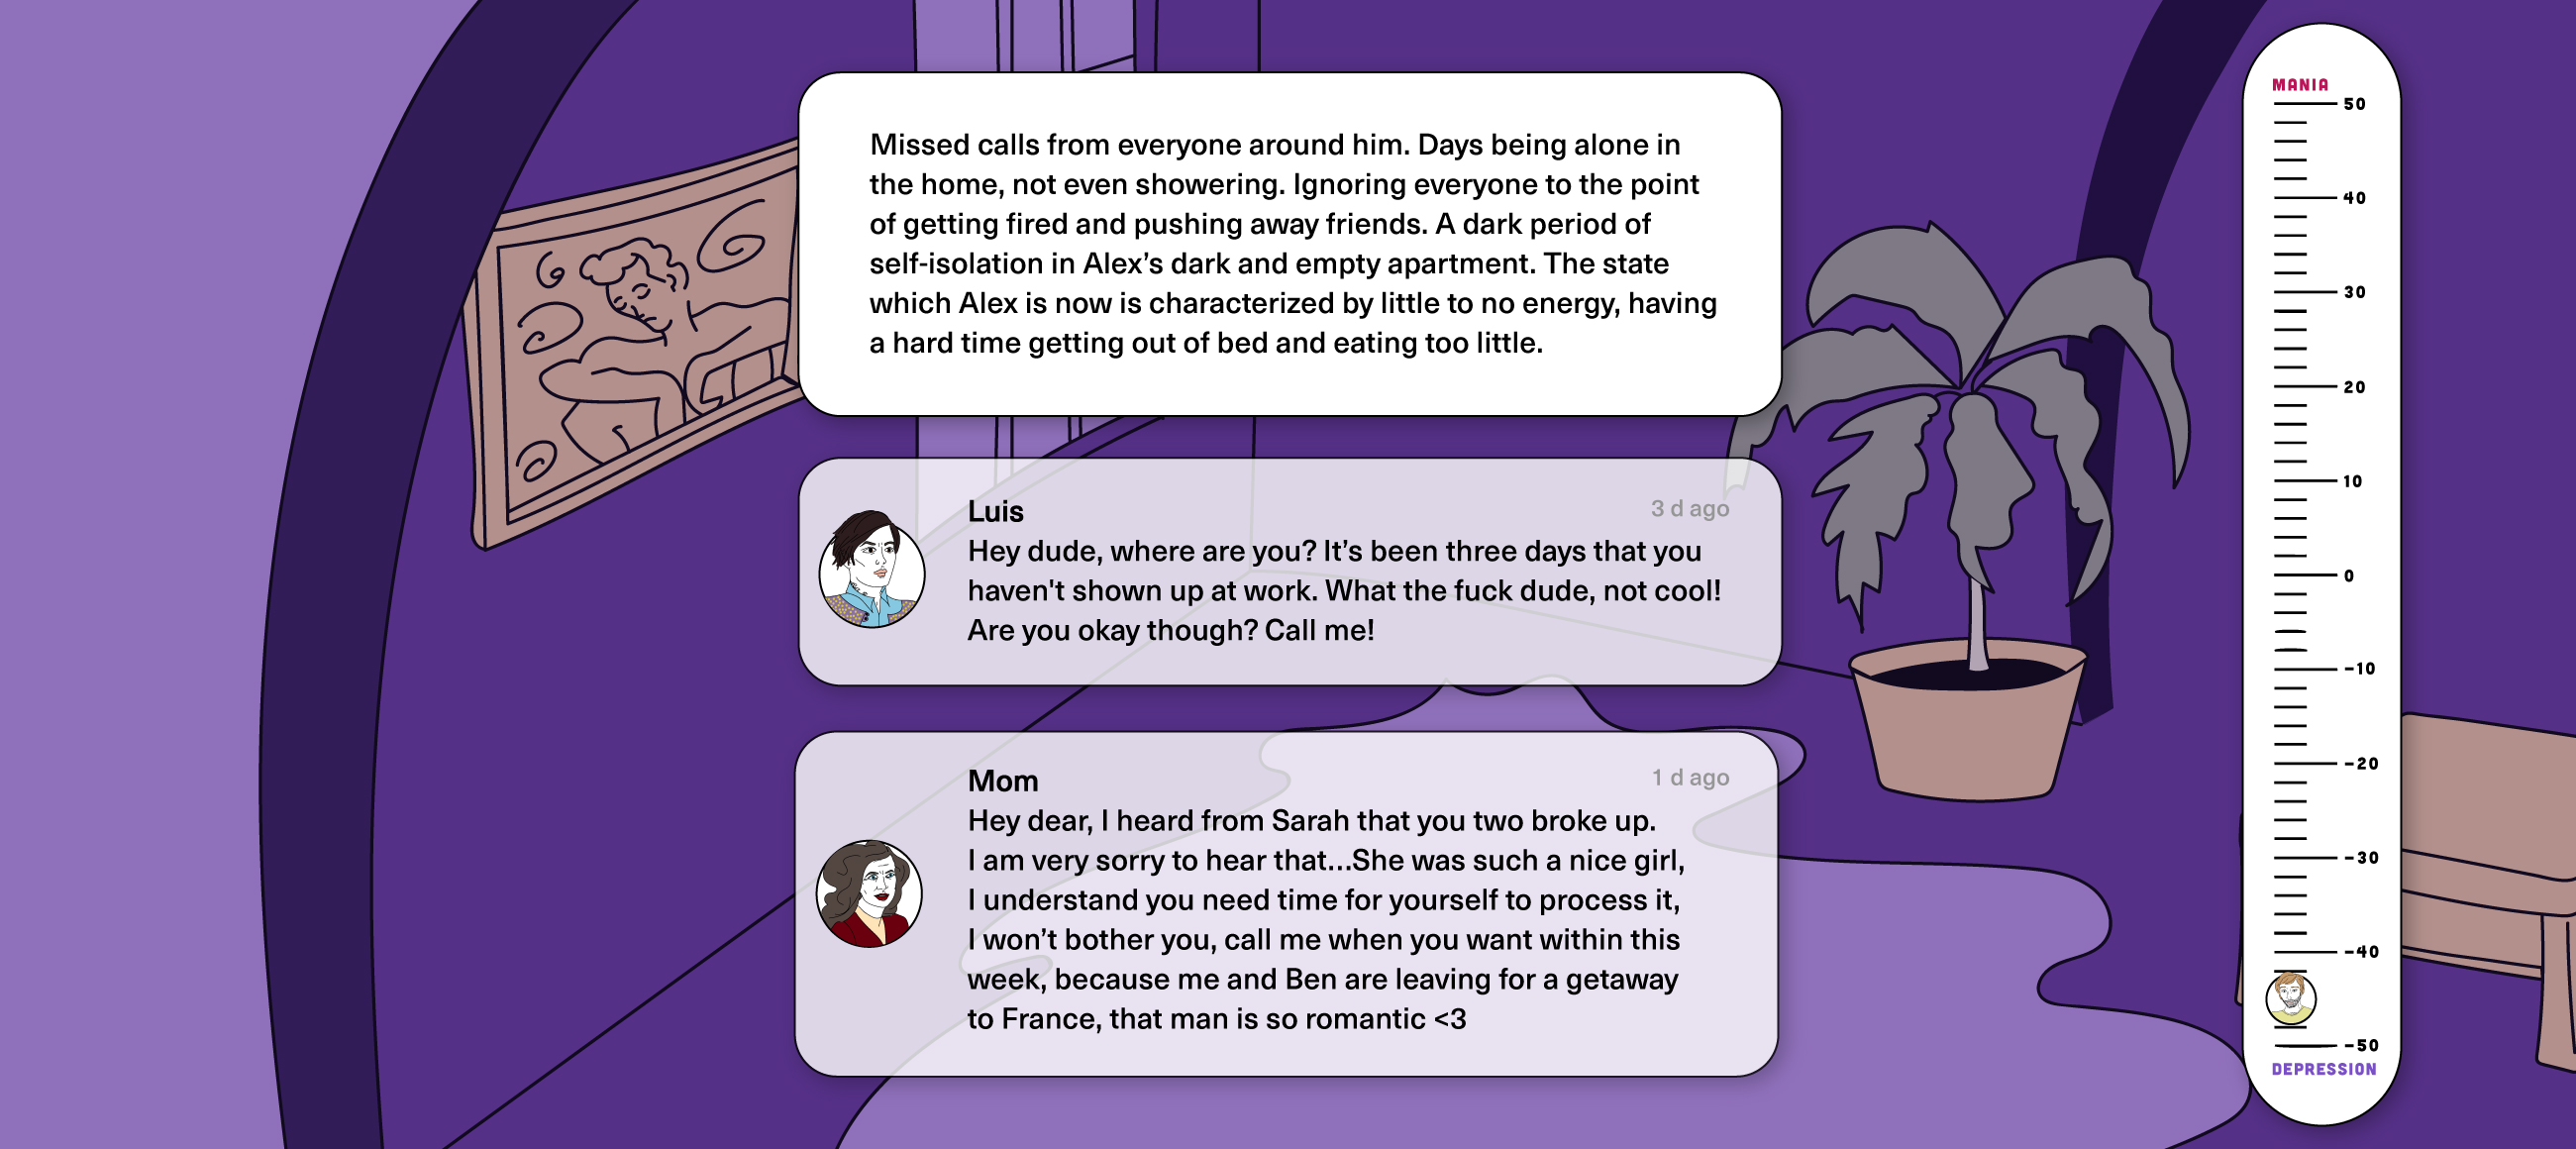 Missed calls from everyone around him. Days being alone in
the home, not even showering. Ignoring everyone to the point
of getting fired and pushing away friends. A dark period of
self-isolation in Alex’s dark and empty apartment. The state
which Alex is now is characterized by little to no energy, having
a hard time getting out of bed and eating too little.
Luis
3 d ago
Hey dude, where are you? It’s been three days that you
haven't shown up at work. What the fuck dude, not cool!
Are you okay though? Call me!
Mom
1 d ago
Hey dear, I heard from Sarah that you two broke up.
I am very sorry to hear that...She was such a nice girl,
I understand you need time for yourself to process it,
I won’t bother you, call me when you want within this
week, because me and Ben are leaving for a getaway
to France, that man is so romantic <3
MANIA
50
40
30
20
10
0
-10
-20
-30
-40
-50
DEPRESSION